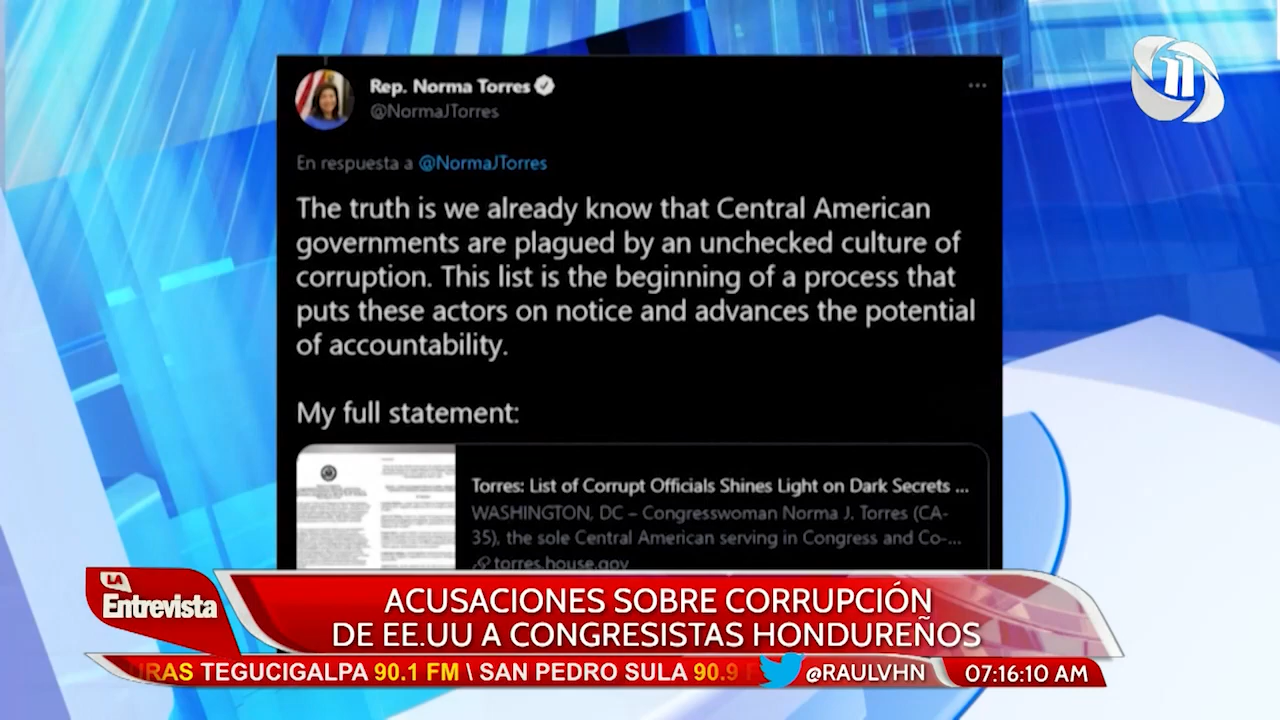 11
Rep. Norma Torres
@NormaJTorres
En respuesta a @NormaJTorres
The truth is we already know that Central American
governments are plagued by an unchecked culture of
corruption. This list is the beginning of a process that
puts these actors on notice and advances the potential
of accountability.
My full statement:
Torres: List of Corrupt Officials Shines Light on Dark Secrets ...
WASHINGTON, DC – Congresswoman Norma J. Torres (CA-
35), the sole Central American serving in Congress and Co-...
torres.house.gov
LA
Entrevista
ACUSACIONES SOBRE CORRUPCIÓN
DE EE.UU A CONGRESISTAS HONDUREÑOS
URAS TEGUCIGALPA 90.1 FM \ SAN PEDRO SULA 90.9 F @RAULVHN 07:16:10 AM